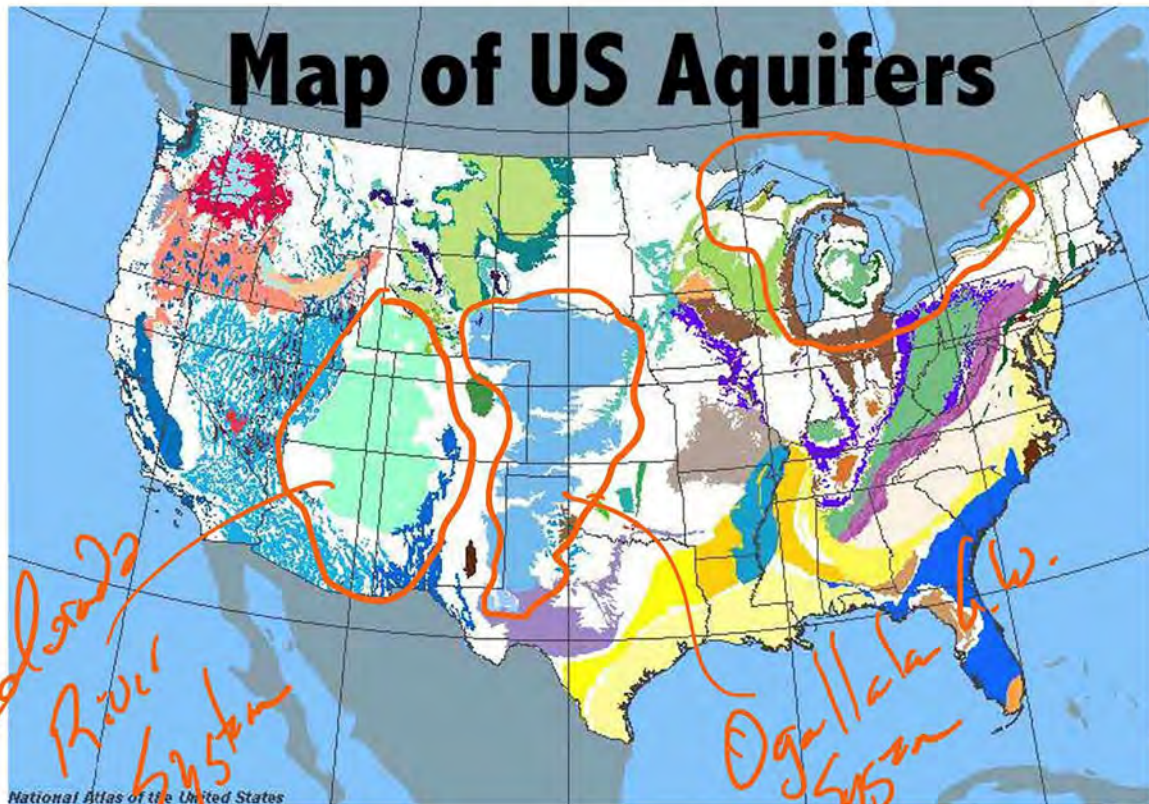 Map of US Aquifers
River
System
G.W.
Ogallala
System
National Atlas of the United States